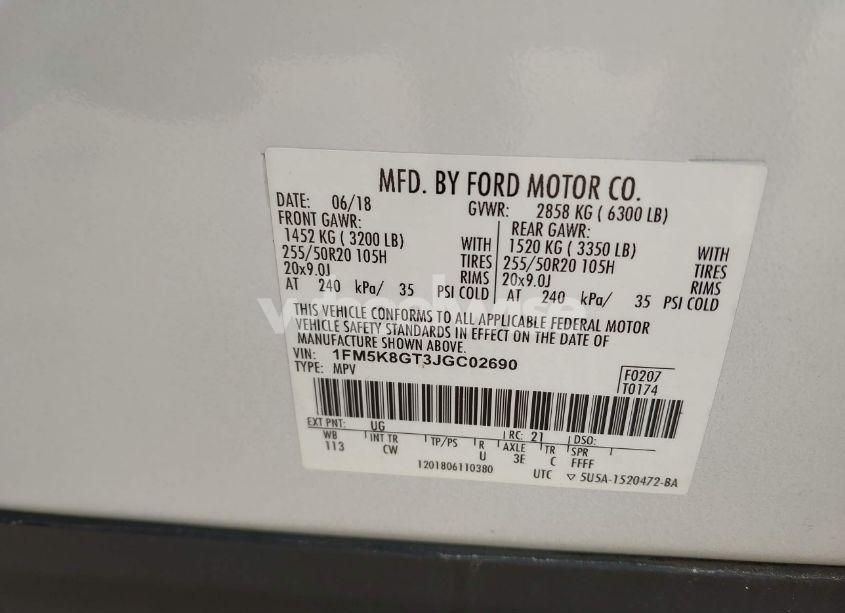 MFD. BY FORD MOTOR CO.
DATE: 06/18 GVWR: 2858 KG ( 6300 LB)
FRONT GAWR: REAR GAWR:
1452 KG ( 3200 LB) WITH 1520 KG ( 3350 LB) WITH
255/50R20 105H TIRES 255/50R20 105H TIRES
20x9.0J RIMS 20x9.0J RIMS
AT 240 kPa/ 35 PSI COLD AT 240 kPa/ 35 PSI COLD
THIS VEHICLE CONFORMS TO ALL APPLICABLE FEDERAL MOTOR
VEHICLE SAFETY STANDARDS IN EFFECT ON THE DATE OF
MANUFACTURE SHOWN ABOVE.
VIN: 1FM5K8GT3JGC02690
TYPE: MPV
F0207
T0174
EXT PNT: UG RC: 21 DSO:
WB INT TR TP/PS R AXLE TR SPR
113 CW U 3E C FFFF
1201806110380 UTC ▽ 5U5A-1520472-BA